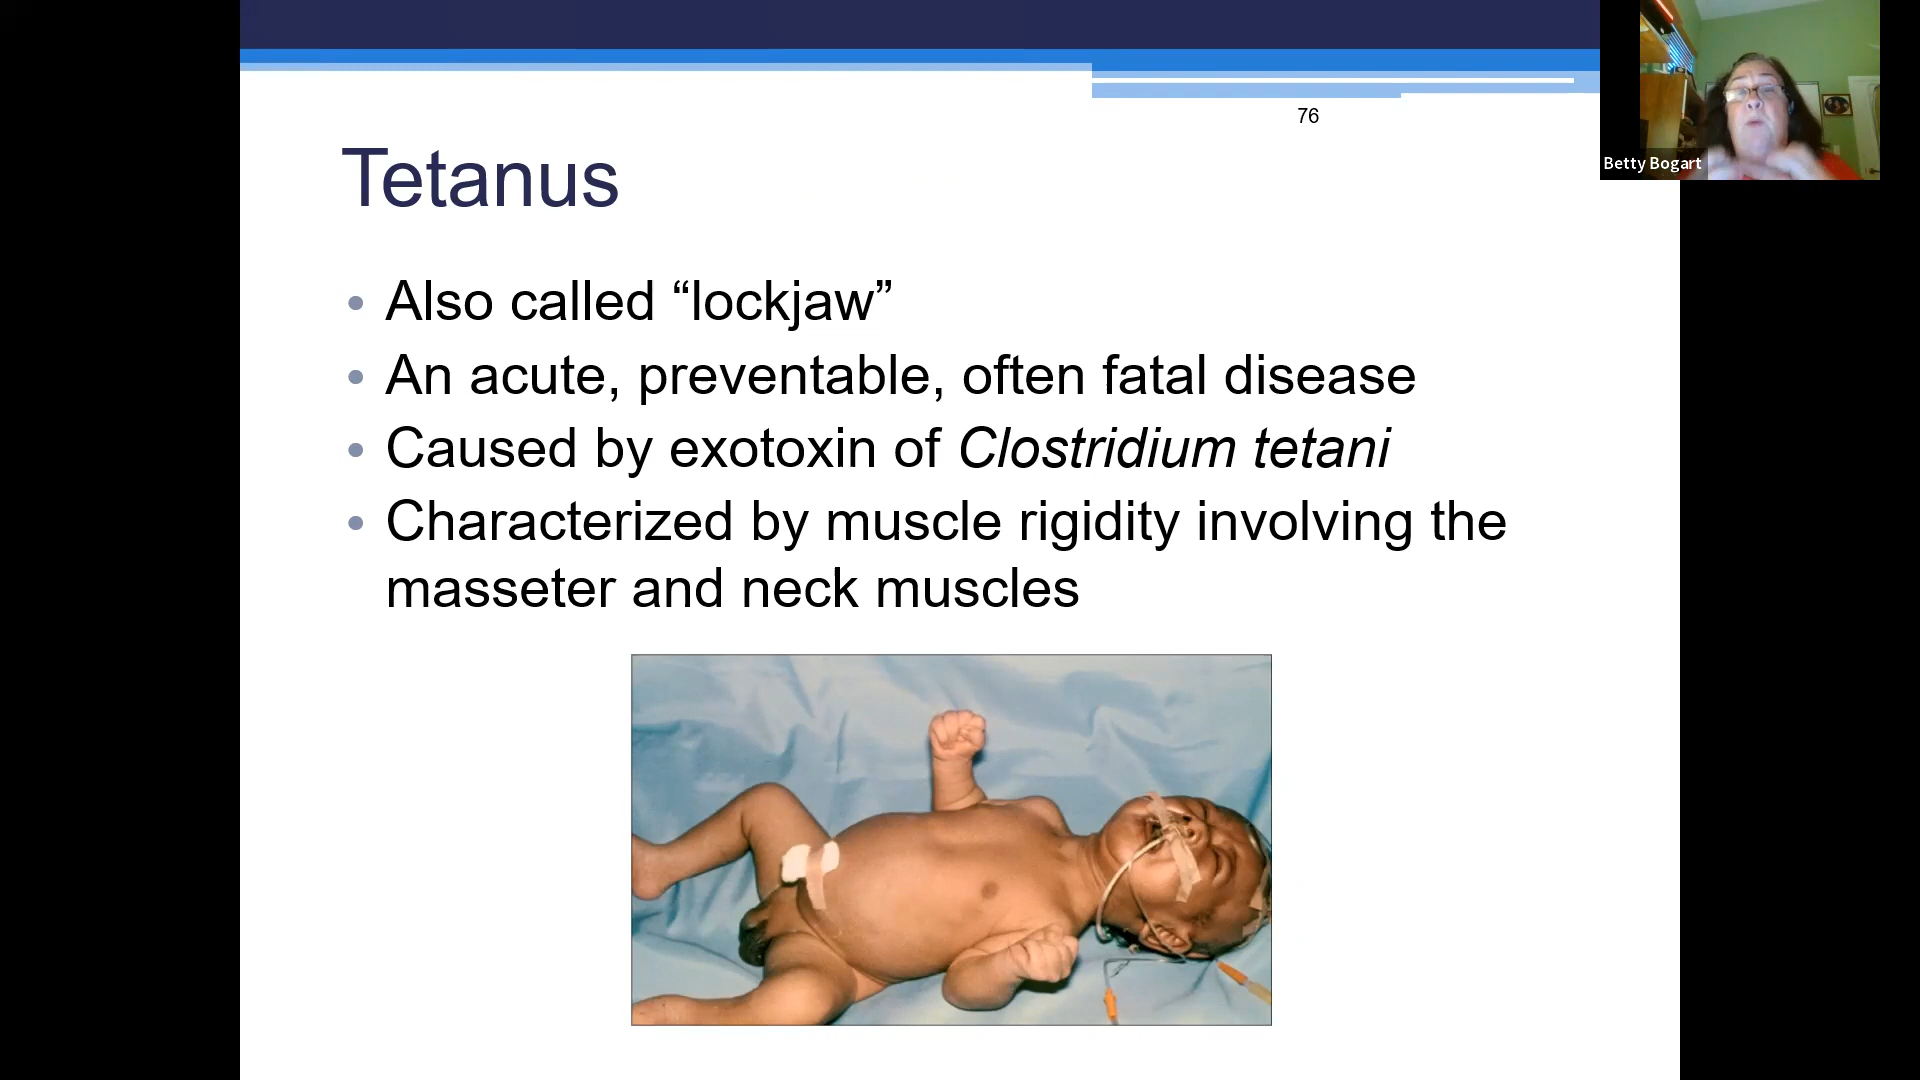 76
Betty Bogart
Tetanus
• Also called “lockjaw”
• An acute, preventable, often fatal disease
• Caused by exotoxin of Clostridium tetani
• Characterized by muscle rigidity involving the
masseter and neck muscles